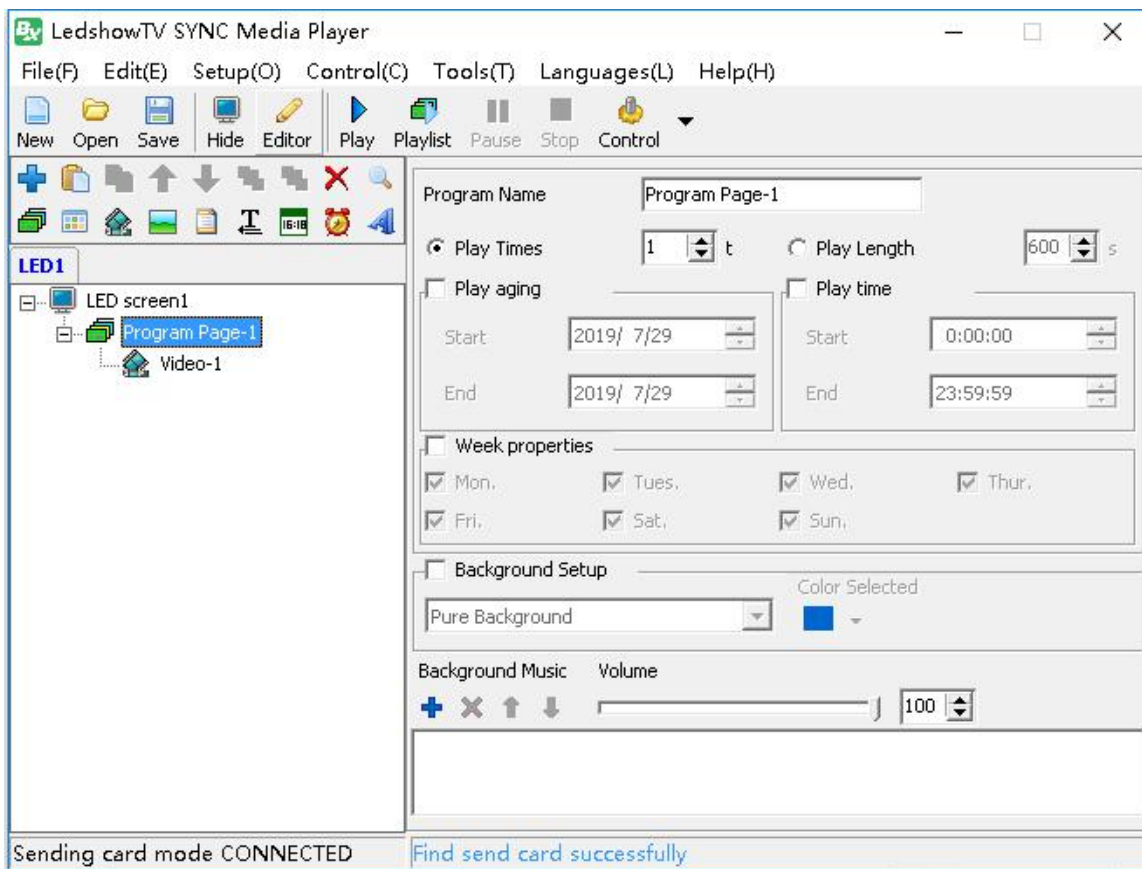 BX LedshowTV SYNC Media Player
File(F) Edit(E) Setup(O) Control(C) Tools(T) Languages(L) Help(H)
New Open Save Hide Editor Play Playlist Pause Stop Control
16:18
LED1
LED screen1
Program Page-1
Video-1
Program Name Program Page-1
Play Times 1 t Play Length 600 s
Play aging Play time
Start 2019/ 7/29 Start 0:00:00
End 2019/ 7/29 End 23:59:59
Week properties
Mon. Tues. Wed. Thur.
Fri. Sat. Sun.
Background Setup
Color Selected
Pure Background
Background Music Volume
100
Sending card mode CONNECTED Find send card successfully